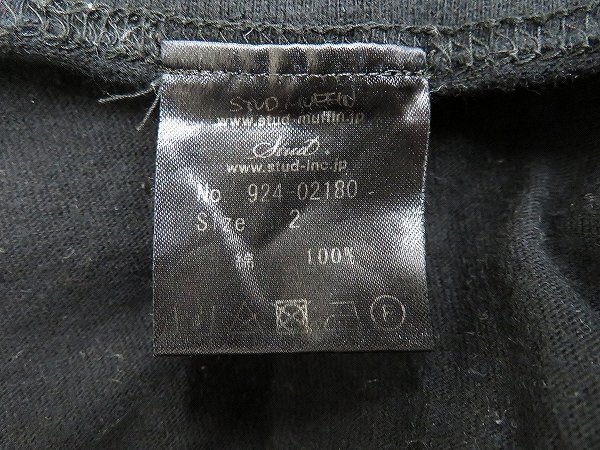 STUD MUFFIN
www.stud-muffin.jp
Stud.
www.stud-inc.jp
No 924 02180
Size 2
綿 100%
F